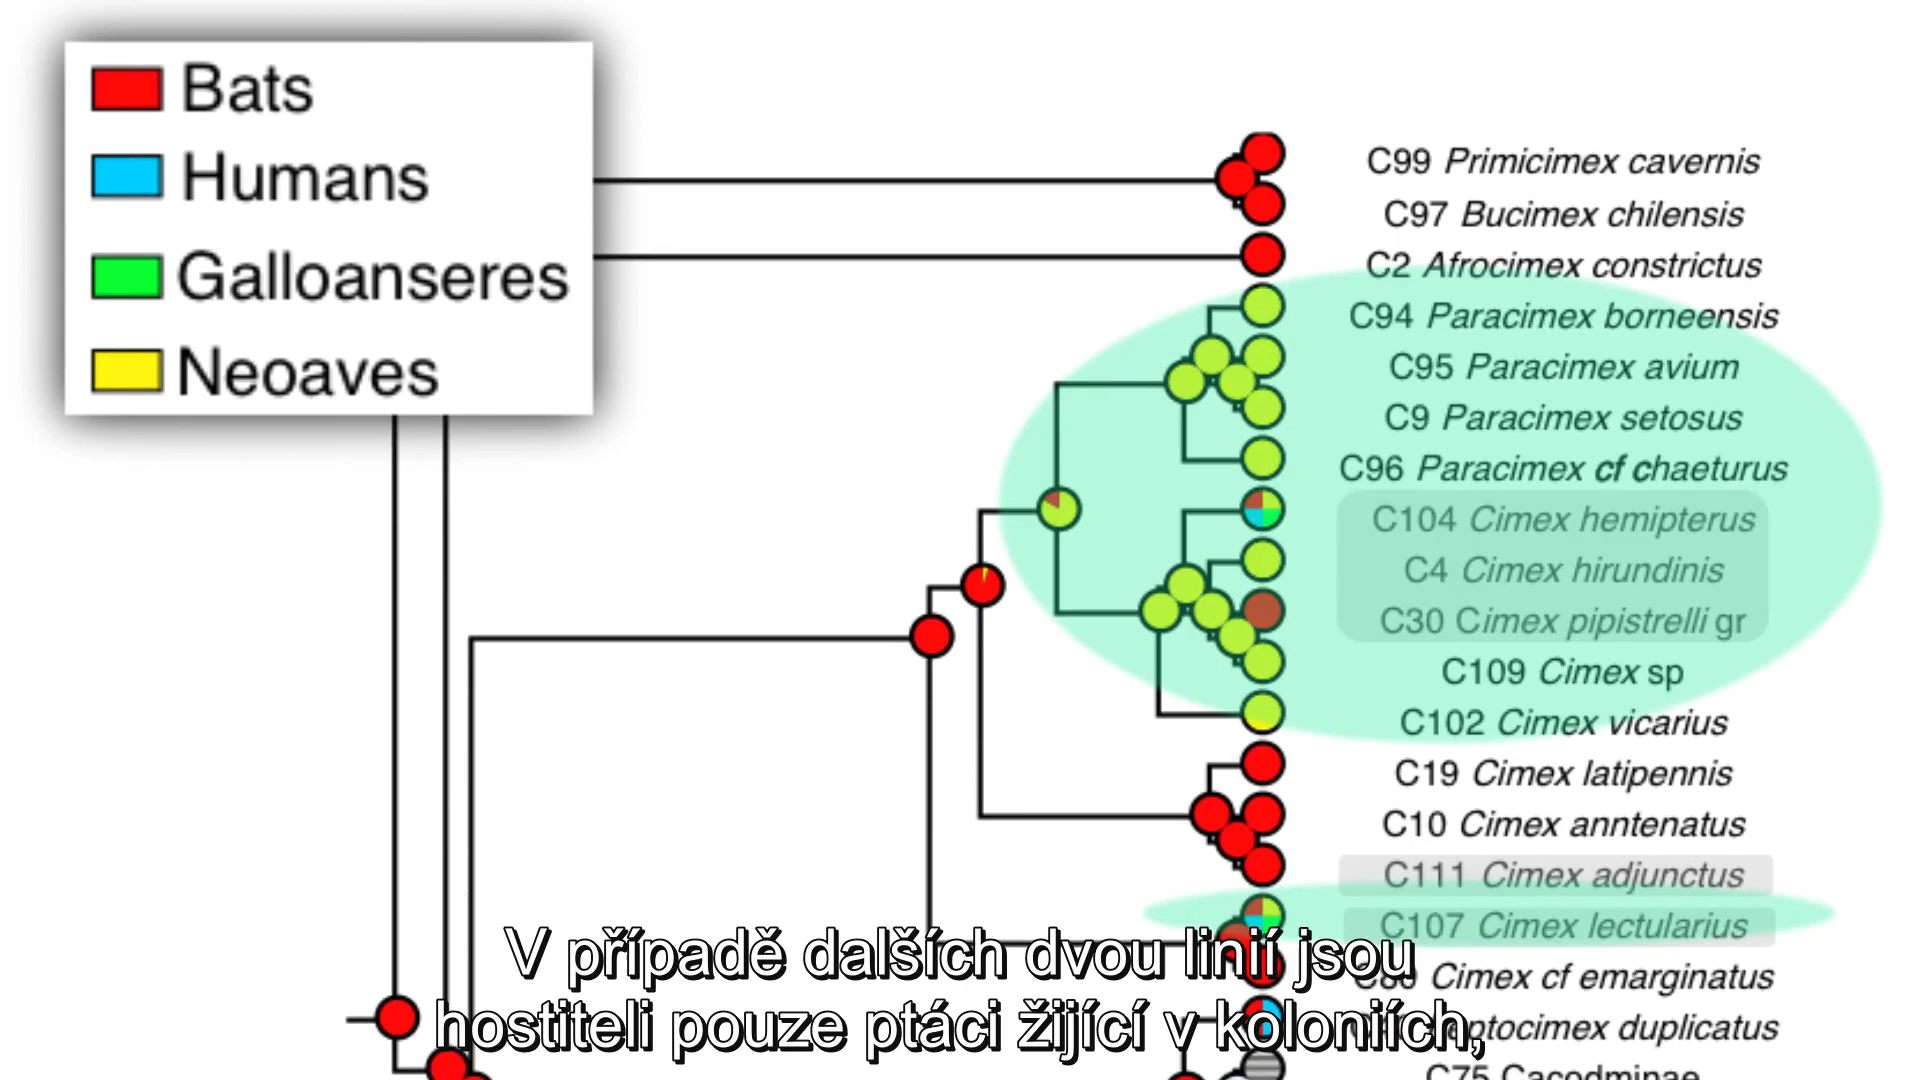 Bats
Humans
Galloanseres
Neoaves
C99 Primicimex cavernis
C97 Bucimex chilensis
C2 Afrocimex constrictus
C94 Paracimex borneensis
C95 Paracimex avium
C9 Paracimex setosus
C96 Paracimex cf chaeturus
C104 Cimex hemipterus
C4 Cimex hirundinis
C30 Cimex pipistrelli gr
C109 Cimex sp
C102 Cimex vicarius
C19 Cimex latipennis
C10 Cimex anntenatus
C111 Cimex adjunctus
C107 Cimex lectularius
Cimex cf emarginatus
duplicatus
C75 Cacodminae
V případě dalších dvou linií jsou
hostiteli pouze ptáci žijící v koloniích,